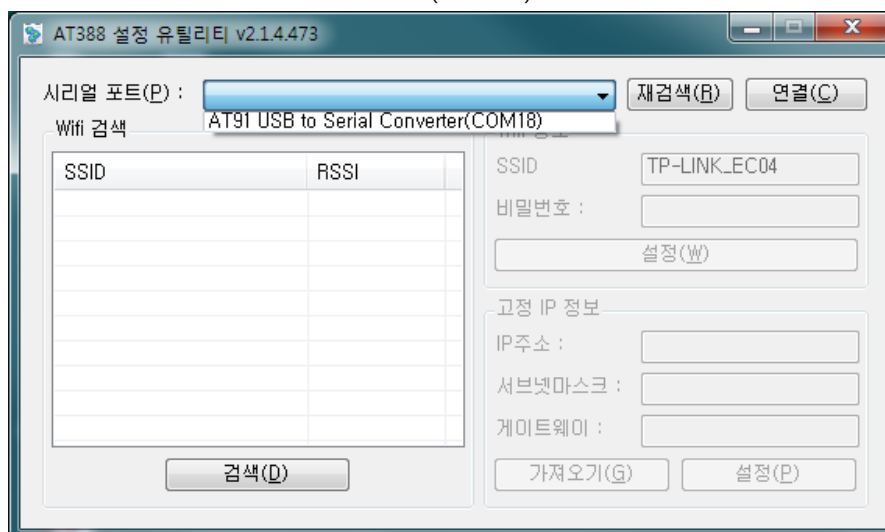 AT388 설정 유틸리티 v2.1.4.473
시리얼 포트(P) :
재검색(R)
연결(C)
AT91 USB to Serial Converter(COM18)
Wifi 검색
SSID RSSI
검색(D)
SSID TP-LINK_EC04
비밀번호 :
설정(W)
고정 IP 정보
IP주소 :
서브넷마스크 :
게이트웨이 :
가져오기(G)
설정(P)